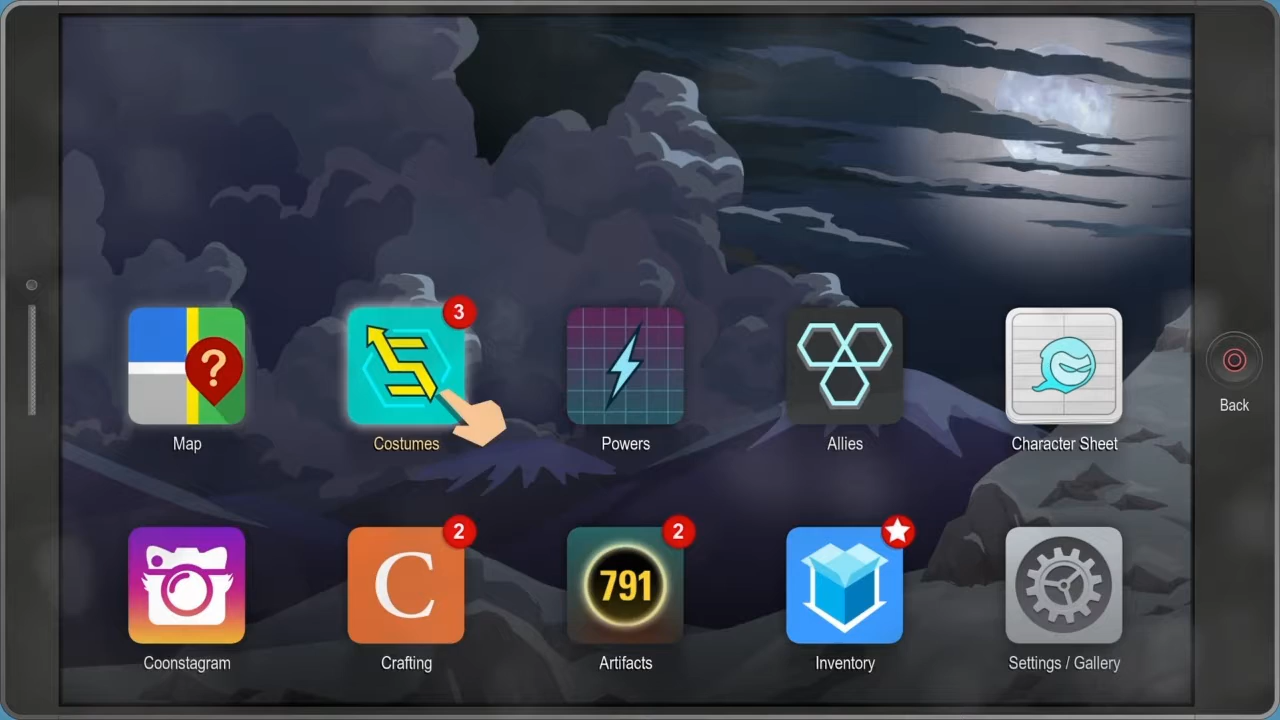 3
?
Map
Costumes
Powers
Allies
Character Sheet
Back
2
2
C
791
Coonstagram
Crafting
Artifacts
Inventory
Settings / Gallery